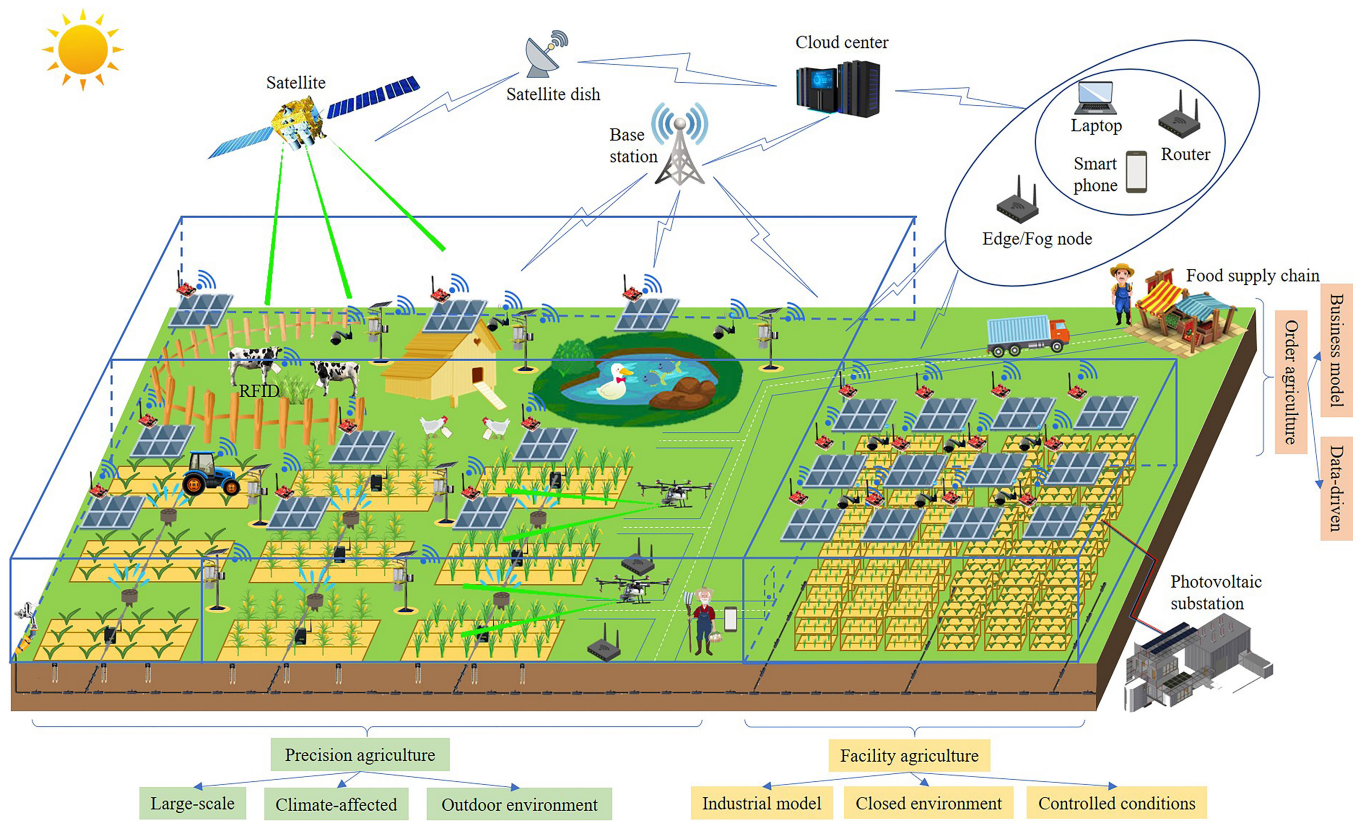 Satellite
Satellite dish
Cloud center
Base
station
Laptop
Router
Smart
phone
Edge/Fog node
Food supply chain
Business model
Order agriculture
Data-driven
RFID
Photovoltaic
substation
Precision agriculture
Large-scale
Climate-affected
Outdoor environment
Facility agriculture
Industrial model
Closed environment
Controlled conditions